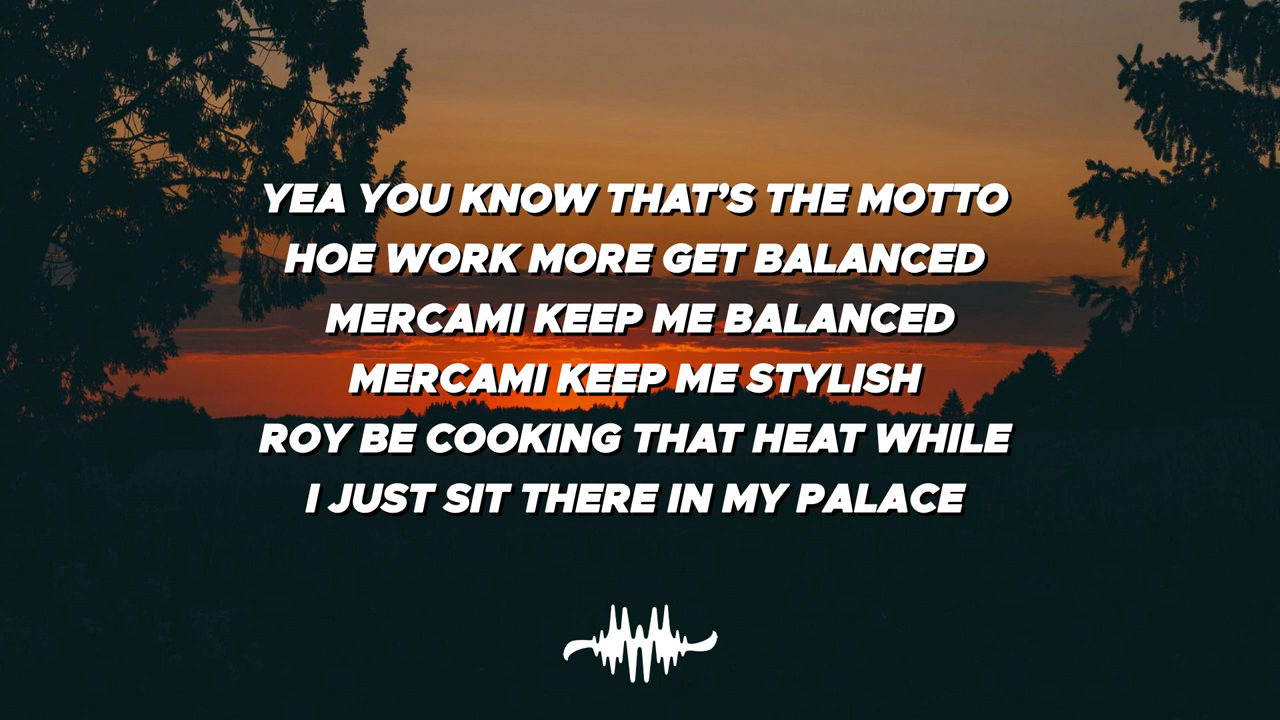 YEA YOU KNOW THAT'S THE MOTTO
HOE WORK MORE GET BALANCED
MERCAMI KEEP ME BALANCED
MERCAMI KEEP ME STYLISH
ROY BE COOKING THAT HEAT WHILE
I JUST SIT THERE IN MY PALACE